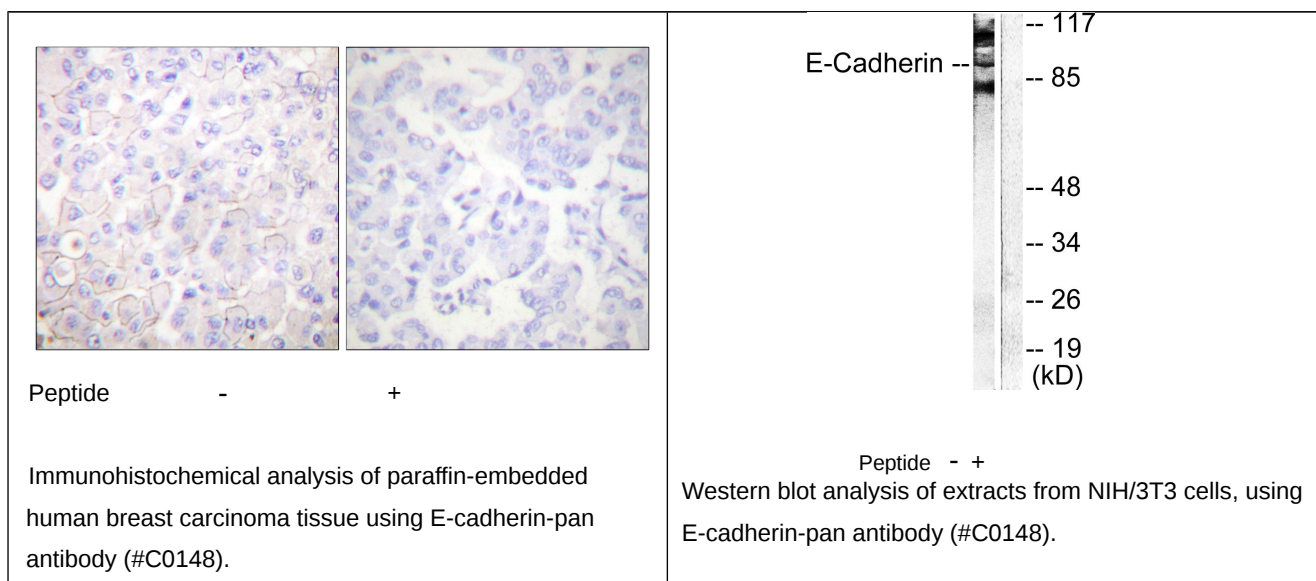 Peptide - +
Immunohistochemical analysis of paraffin-embedded
human breast carcinoma tissue using E-cadherin-pan
antibody (#C0148).
-- 117
E-Cadherin --
-- 85
-- 48
-- 34
-- 26
-- 19
(kD)
Peptide - +
Western blot analysis of extracts from NIH/3T3 cells, using
E-cadherin-pan antibody (#C0148).